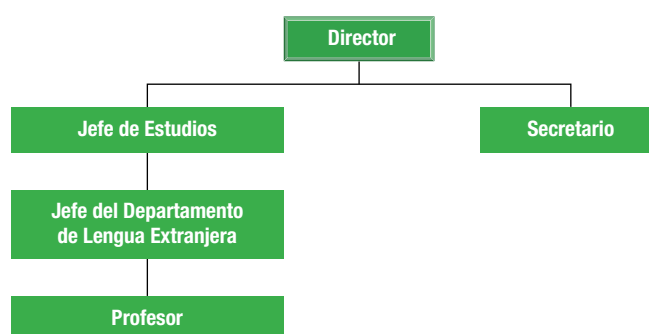 Director
Jefe de Estudios
Secretario
Jefe del Departamento
de Lengua Extranjera
Profesor